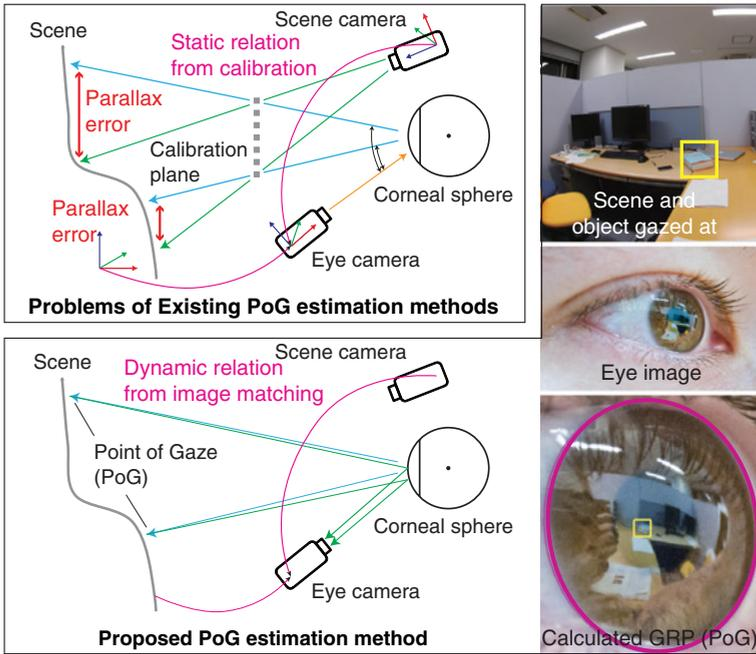 Scene camera
Scene
Static relation
from calibration
Parallax
error
Calibration
plane
Corneal sphere
Parallax
error
Eye camera
Problems of Existing PoG estimation methods
Scene and
object gazed at
Eye image
Scene camera
Scene
Dynamic relation
from image matching
Point of Gaze
(PoG)
Corneal sphere
Eye camera
Proposed PoG estimation method
Calculated GRP (PoG)